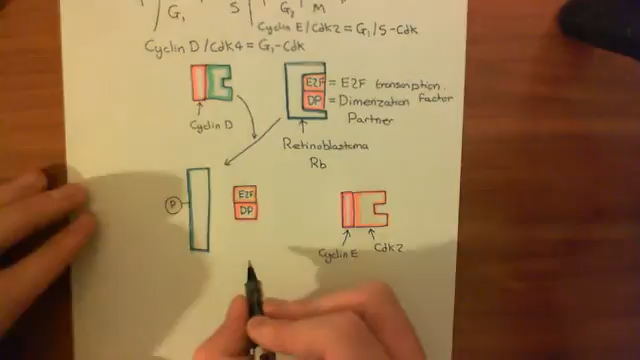 G₁ S G₂ M
Cyclin E/Cdk2 = G₁/S-Cdk
Cyclin D/Cdk4 = G₁-Cdk
E2F = E2F transcription
DP = Dimerization Factor
Partner
Cyclin D
Retinoblastoma
Rb
P
E2F
DP
Cyclin E
Cdk2